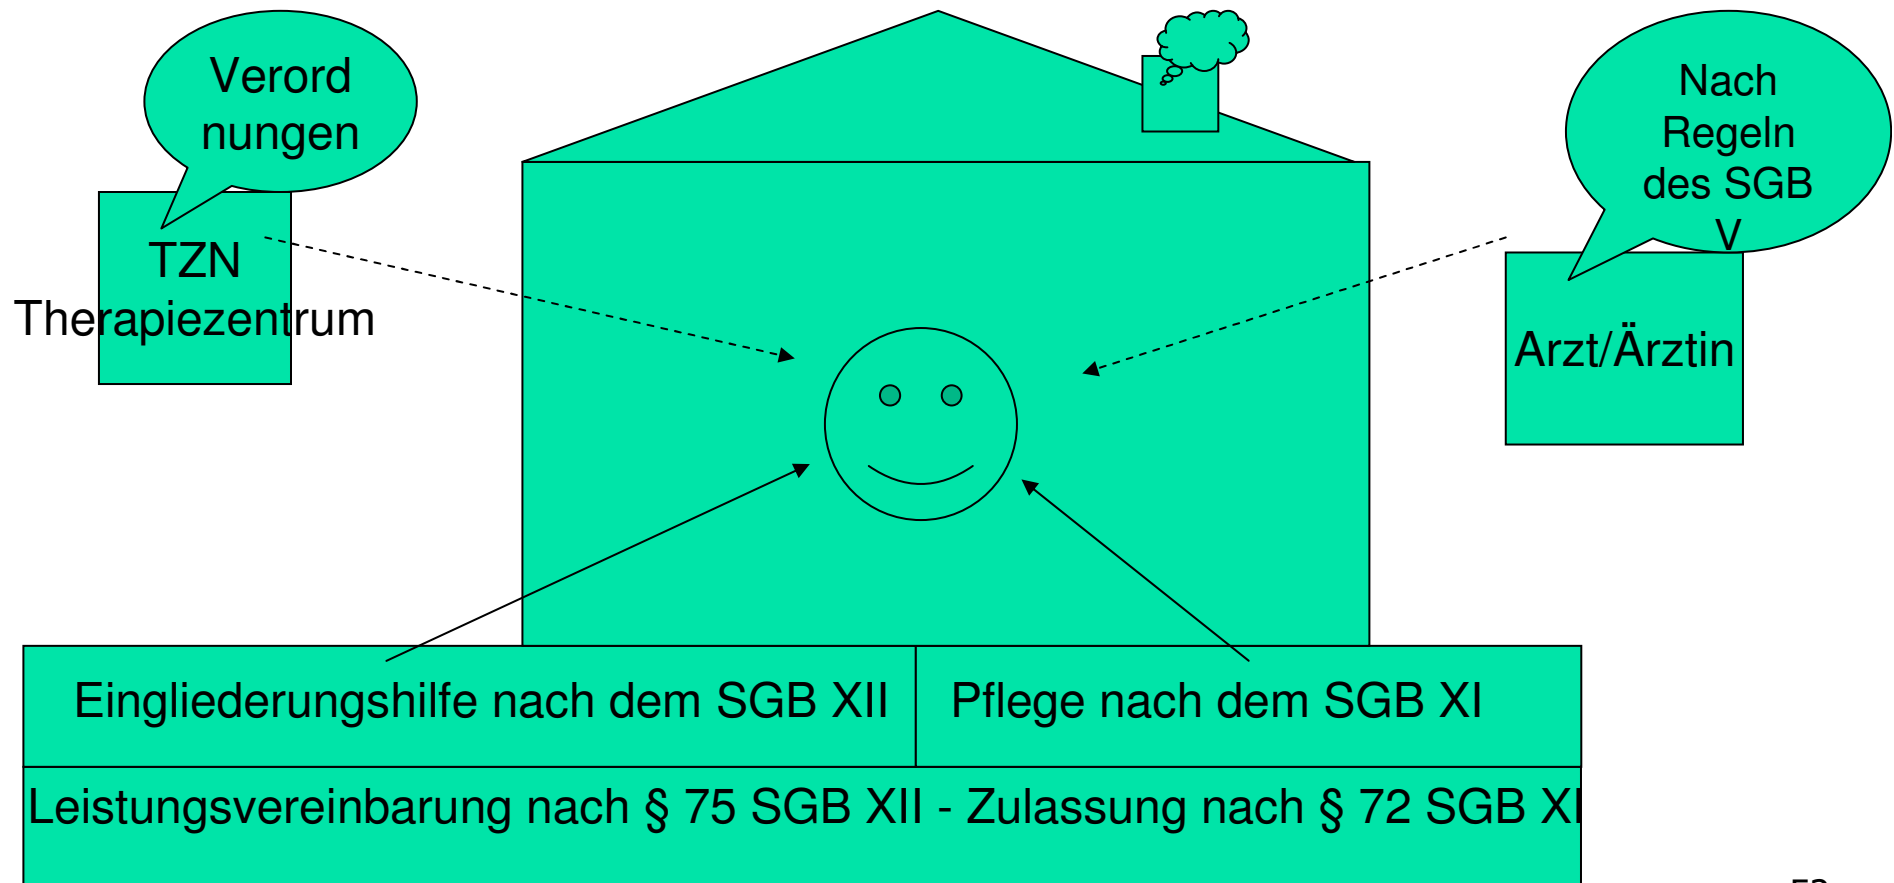 Verord
nungen
TZN
Therapiezentrum
Nach
Regeln
des SGB
V
Arzt/Ärztin
Eingliederungshilfe nach dem SGB XII
Pflege nach dem SGB XI
Leistungsvereinbarung nach § 75 SGB XII - Zulassung nach § 72 SGB XI